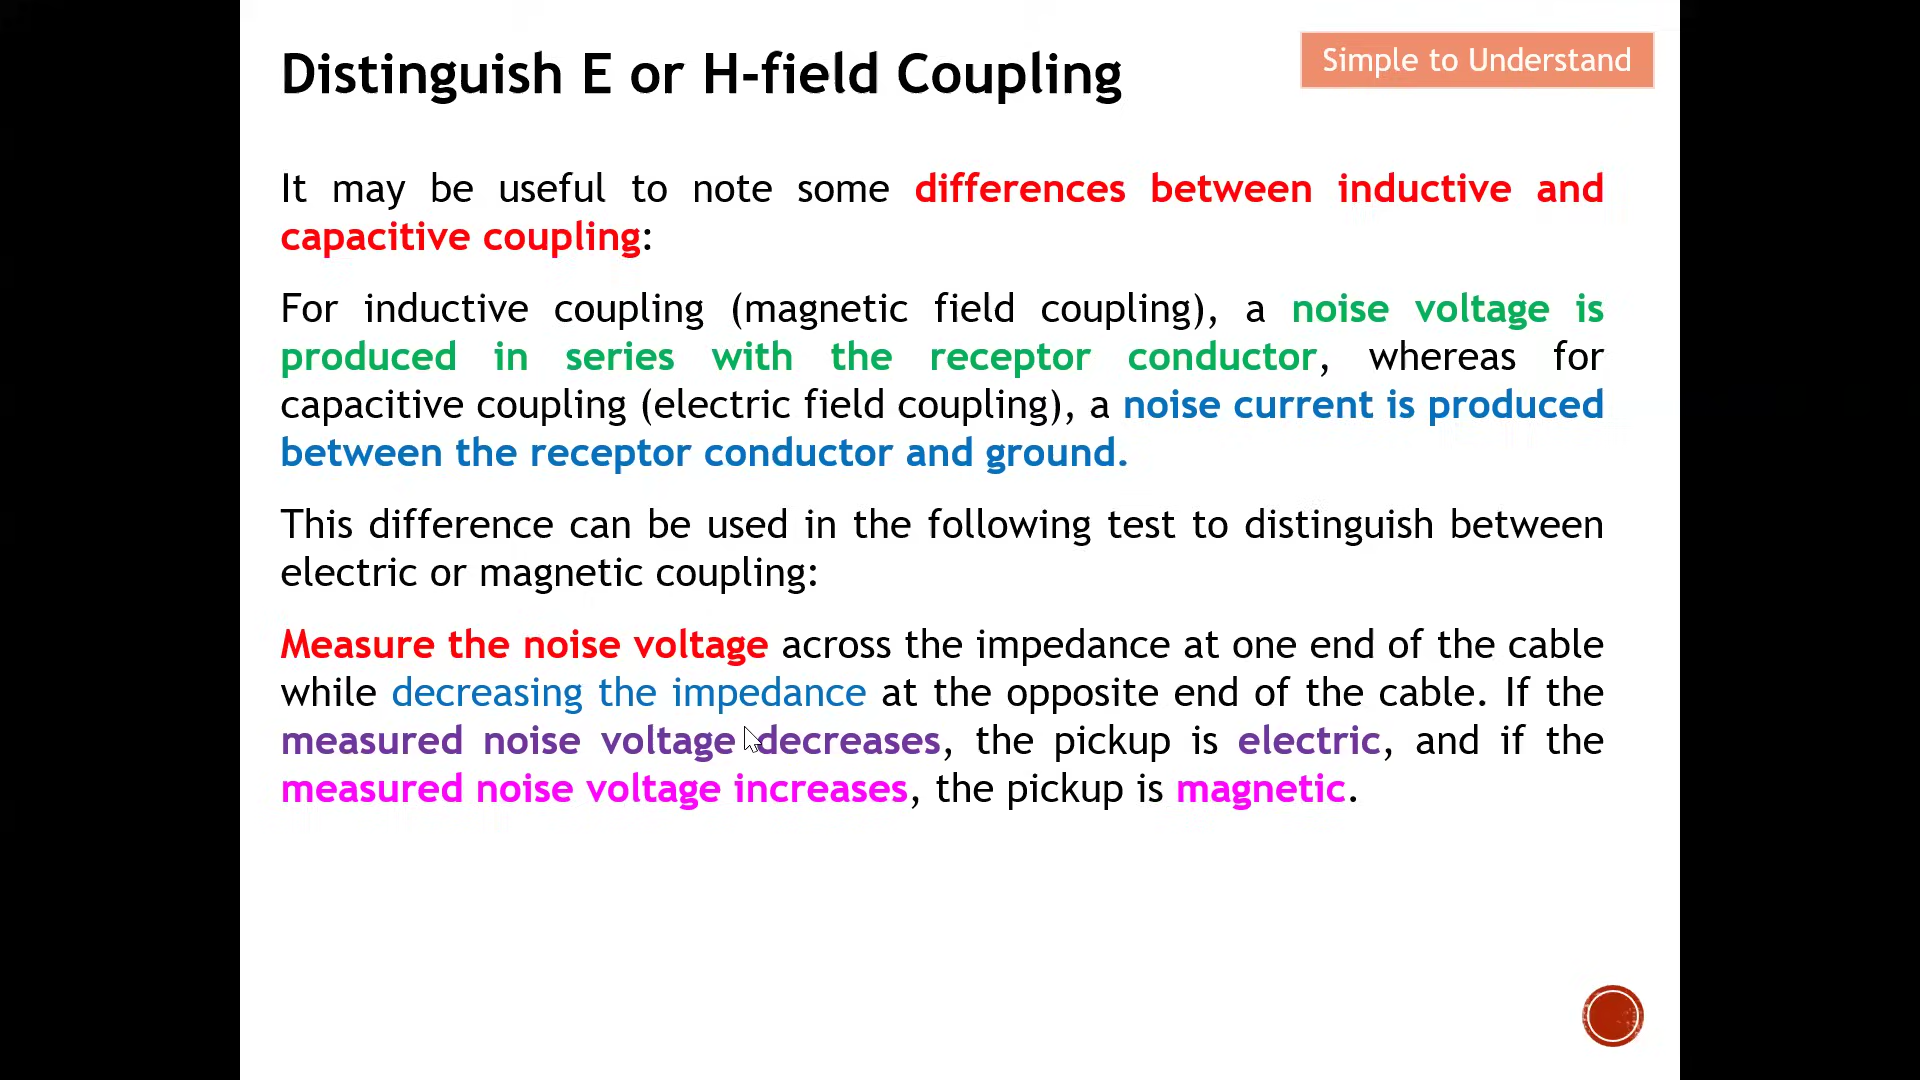 Distinguish E or H-field Coupling
Simple to Understand
It may be useful to note some differences between inductive and
capacitive coupling:
For inductive coupling (magnetic field coupling), a noise voltage is
produced in series with the receptor conductor, whereas for
capacitive coupling (electric field coupling), a noise current is produced
between the receptor conductor and ground.
This difference can be used in the following test to distinguish between
electric or magnetic coupling:
Measure the noise voltage across the impedance at one end of the cable
while decreasing the impedance at the opposite end of the cable. If the
measured noise voltage decreases, the pickup is electric, and if the
measured noise voltage increases, the pickup is magnetic.